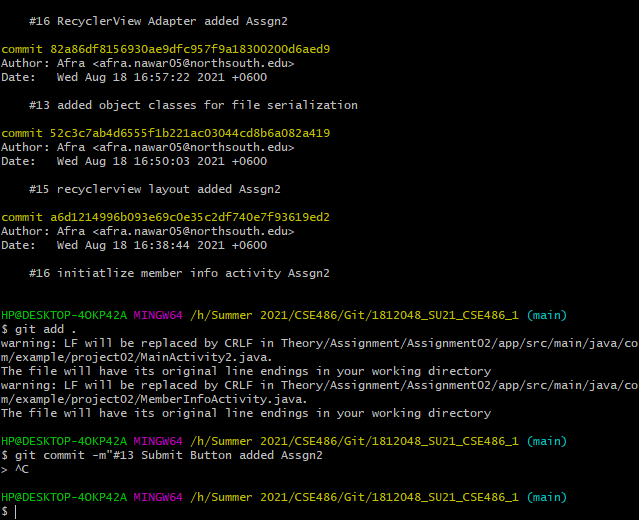 #16 RecyclerView Adapter added Assgn2
commit 82a86df8156930ae9dfc957f9a18300200d6aed9
Author: Afra <afra.nawar05@northsouth.edu>
Date:   Wed Aug 18 16:57:22 2021 +0600
#13 added object classes for file serialization
commit 52c3c7ab4d6555f1b221ac03044cd8b6a082a419
Author: Afra <afra.nawar05@northsouth.edu>
Date:   Wed Aug 18 16:50:03 2021 +0600
#15 recyclerview layout added Assgn2
commit a6d1214996b093e69c0e35c2df740e7f93619ed2
Author: Afra <afra.nawar05@northsouth.edu>
Date:   Wed Aug 18 16:38:44 2021 +0600
#16 initiatlize member info activity Assgn2
HP@DESKTOP-4OKP42A MINGW64 /h/Summer 2021/CSE486/Git/1812048_SU21_CSE486_1 (main)
$ git add .
warning: LF will be replaced by CRLF in Theory/Assignment/Assignment02/app/src/main/java/co
m/example/project02/MainActivity2.java.
The file will have its original line endings in your working directory
warning: LF will be replaced by CRLF in Theory/Assignment/Assignment02/app/src/main/java/co
m/example/project02/MemberInfoActivity.java.
The file will have its original line endings in your working directory
HP@DESKTOP-4OKP42A MINGW64 /h/Summer 2021/CSE486/Git/1812048_SU21_CSE486_1 (main)
$ git commit -m"#13 Submit Button added Assgn2
> ^C
HP@DESKTOP-4OKP42A MINGW64 /h/Summer 2021/CSE486/Git/1812048_SU21_CSE486_1 (main)
$